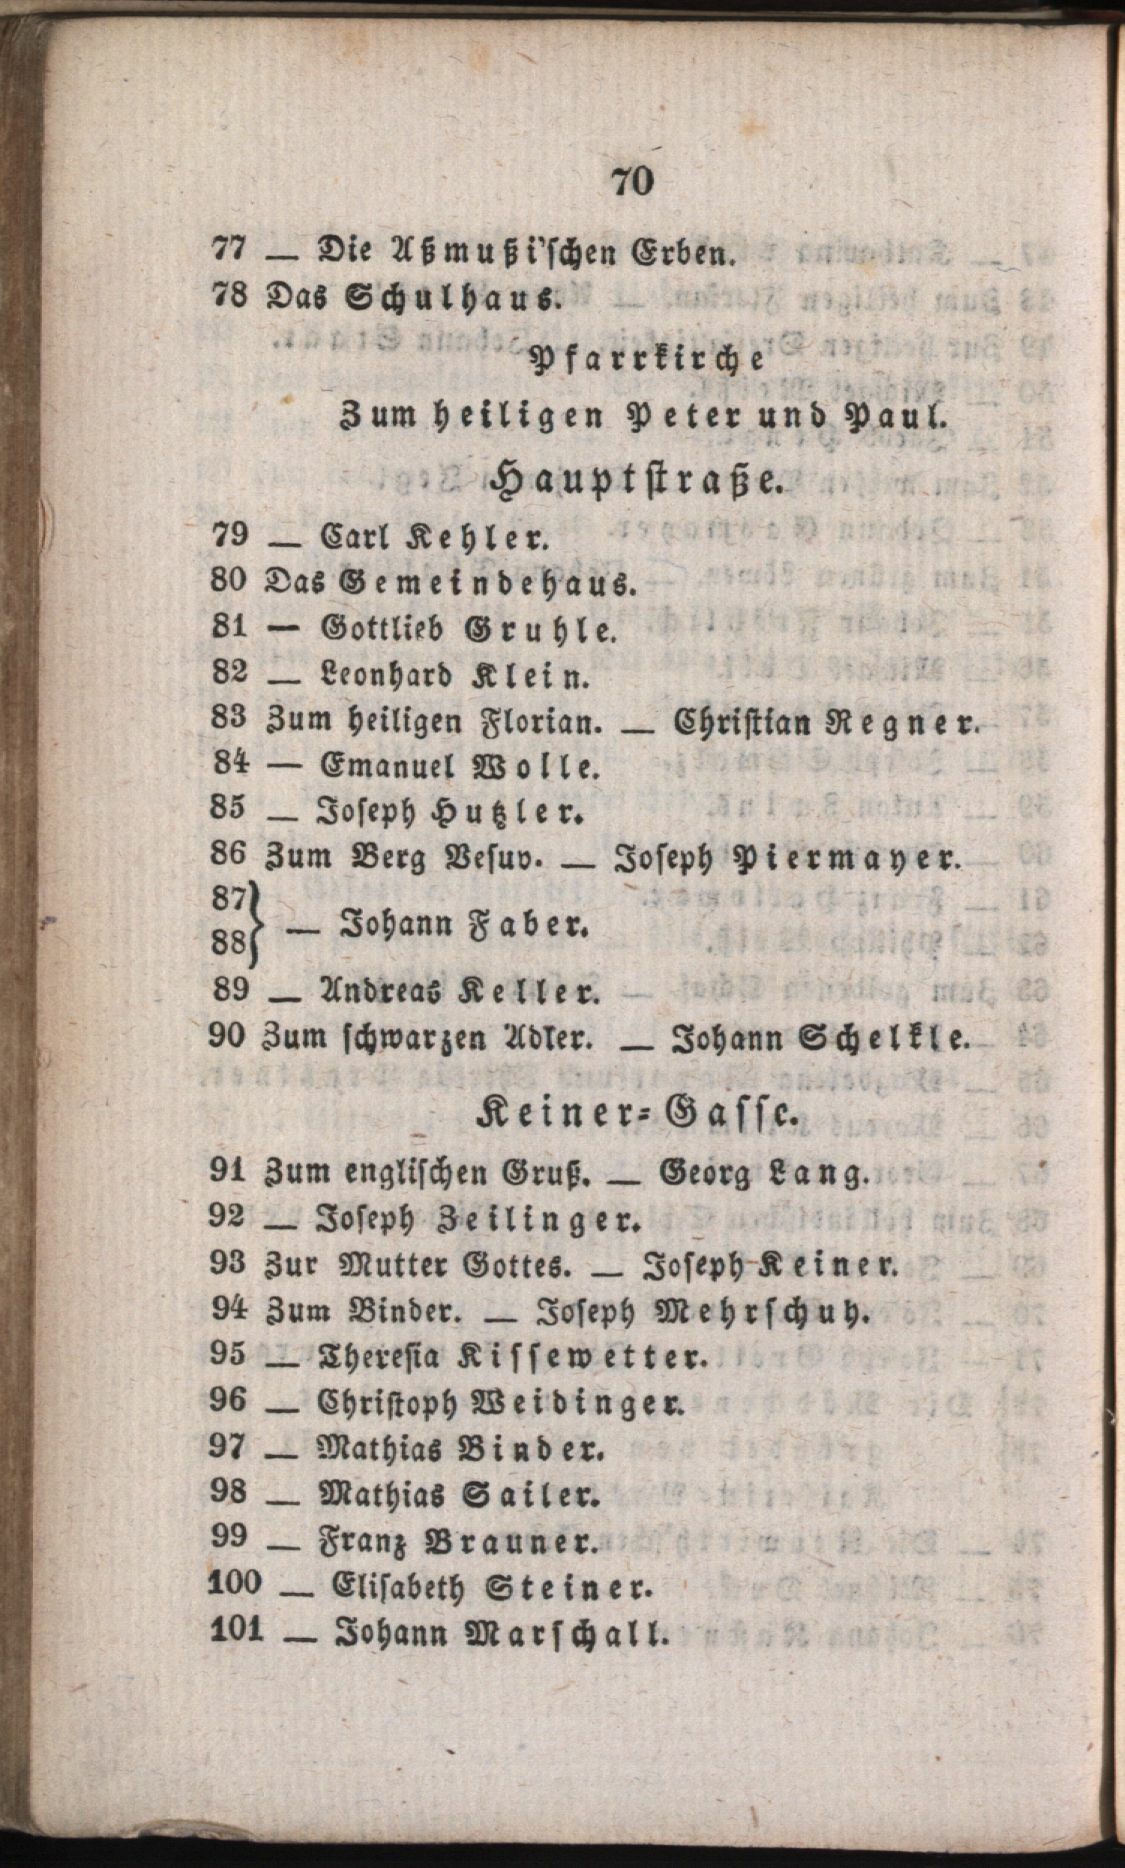 70
77 — Die Aßmußi'schen Erben.
78 Das Schulhaus.
Pfarrkirche
Zum heiligen Peter und Paul.
Hauptstraße.
79 — Carl Kehler.
80 Das Gemeindehaus.
81 — Gottlieb Gruhle.
82 — Leonhard Klein.
83 Zum heiligen Florian. — Christian Regner.
84 — Emanuel Wolle.
85 — Joseph Hutzler.
86 Zum Berg Vesuv. — Joseph Piermayer.
87
88} — Johann Faber.
89 — Andreas Keller.
90 Zum schwarzen Adler. — Johann Schelkle.
Keiner-Gasse.
91 Zum englischen Gruß. — Georg Lang.
92 — Joseph Zeilinger.
93 Zur Mutter Gottes. — Joseph Keiner.
94 Zum Binder. — Joseph Mehrschuh.
95 — Theresia Kissewetter.
96 — Christoph Weidinger.
97 — Mathias Binder.
98 — Mathias Sailer.
99 — Franz Brauner.
100 — Elisabeth Steiner.
101 — Johann Marschall.